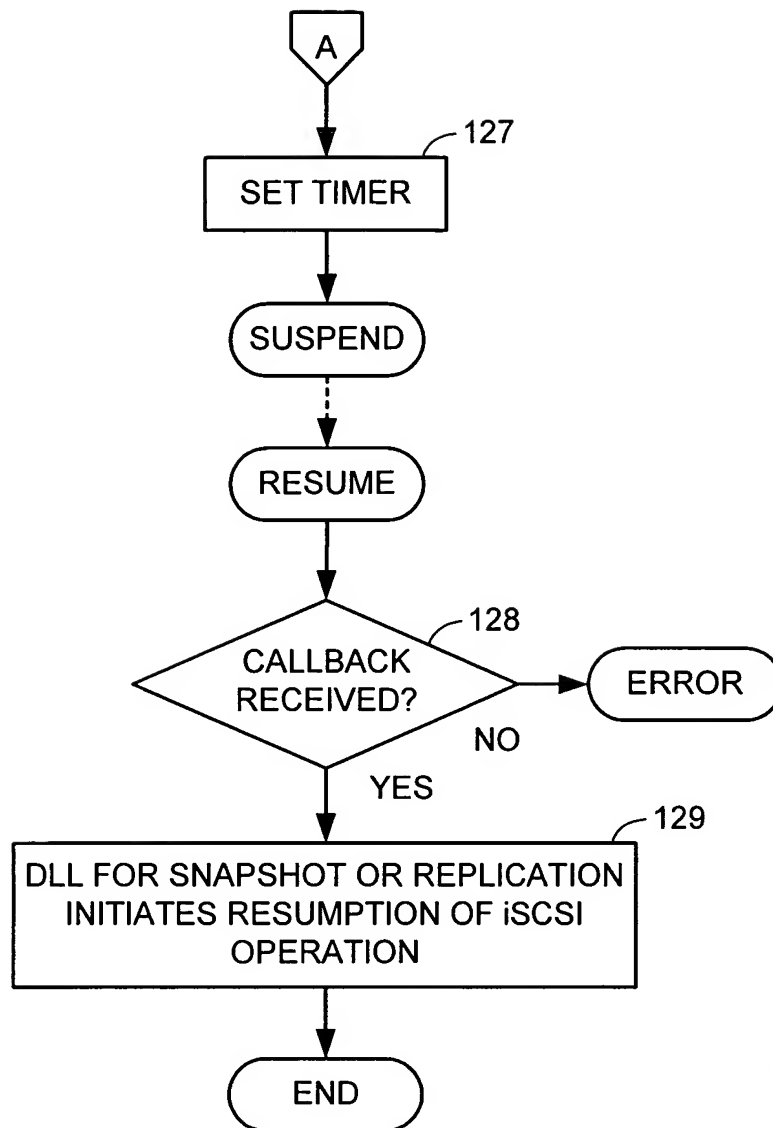 A
127
SET TIMER
SUSPEND
RESUME
128
CALLBACK
RECEIVED?
ERROR
NO
YES
129
DLL FOR SNAPSHOT OR REPLICATION
INITIATES RESUMPTION OF iSCSI
OPERATION
END